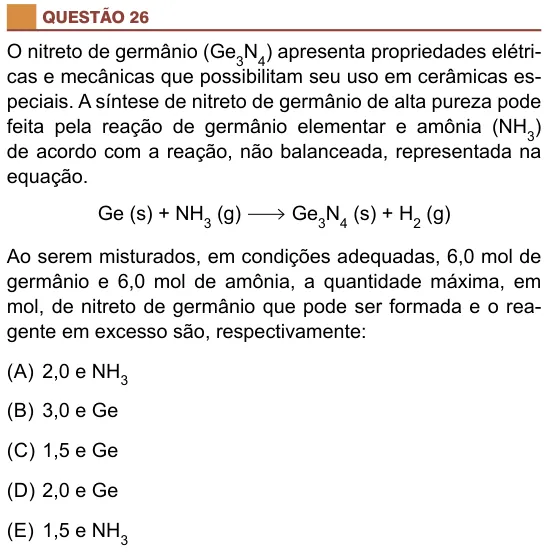 QUESTÃO 26
O nitreto de germânio (Ge₃N₄) apresenta propriedades elétri-
cas e mecânicas que possibilitam seu uso em cerâmicas es-
peciais. A síntese de nitreto de germânio de alta pureza pode
feita pela reação de germânio elementar e amônia (NH₃)
de acordo com a reação, não balanceada, representada na
equação.
Ge (s) + NH₃ (g) ⟶ Ge₃N₄ (s) + H₂ (g)
Ao serem misturados, em condições adequadas, 6,0 mol de
germânio e 6,0 mol de amônia, a quantidade máxima, em
mol, de nitreto de germânio que pode ser formada e o rea-
gente em excesso são, respectivamente:
(A) 2,0 e NH₃
(B) 3,0 e Ge
(C) 1,5 e Ge
(D) 2,0 e Ge
(E) 1,5 e NH₃